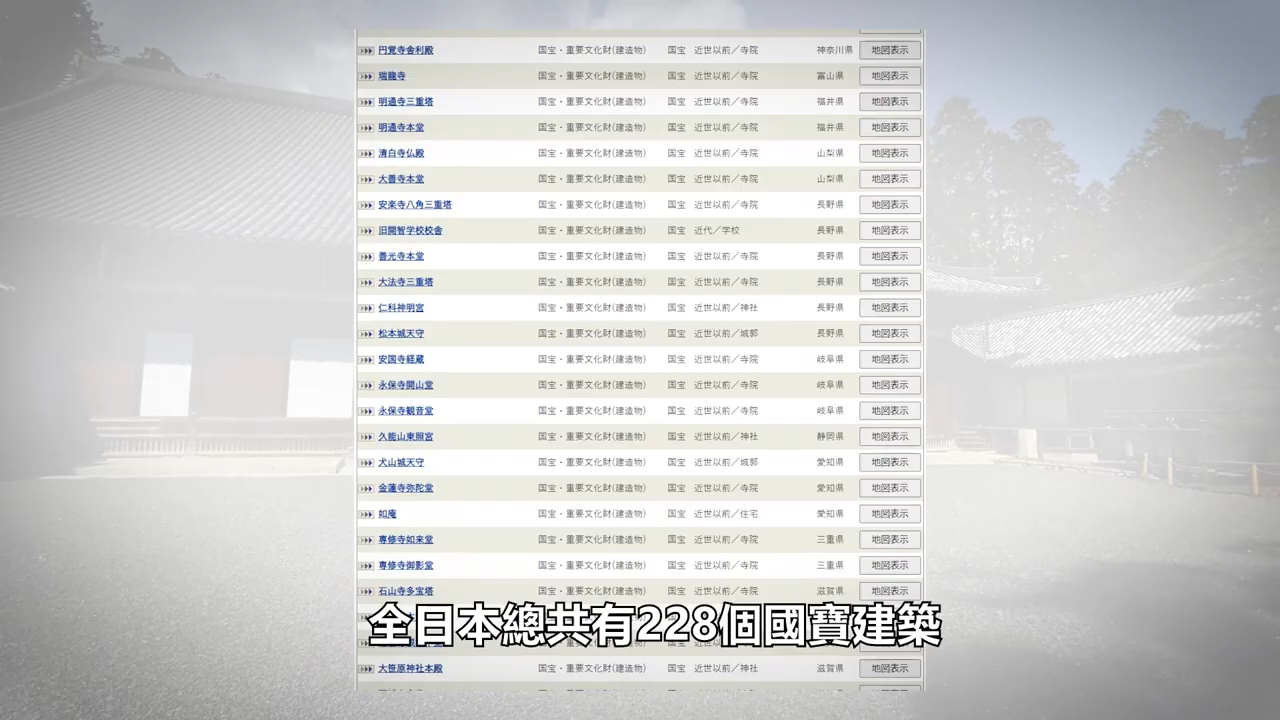 円覚寺舎利殿 国宝・重要文化財(建造物) 国宝 近世以前／寺院 神奈川県 地図表示
瑞龍寺 国宝・重要文化財(建造物) 国宝 近世以前／寺院 富山県 地図表示
明通寺三重塔 国宝・重要文化財(建造物) 国宝 近世以前／寺院 福井県 地図表示
明通寺本堂 国宝・重要文化財(建造物) 国宝 近世以前／寺院 福井県 地図表示
清白寺仏殿 国宝・重要文化財(建造物) 国宝 近世以前／寺院 山梨県 地図表示
大善寺本堂 国宝・重要文化財(建造物) 国宝 近世以前／寺院 山梨県 地図表示
安楽寺八角三重塔 国宝・重要文化財(建造物) 国宝 近世以前／寺院 長野県 地図表示
旧開智学校校舎 国宝・重要文化財(建造物) 国宝 近代／学校 長野県 地図表示
善光寺本堂 国宝・重要文化財(建造物) 国宝 近世以前／寺院 長野県 地図表示
大法寺三重塔 国宝・重要文化財(建造物) 国宝 近世以前／寺院 長野県 地図表示
仁科神明宮 国宝・重要文化財(建造物) 国宝 近世以前／神社 長野県 地図表示
松本城天守 国宝・重要文化財(建造物) 国宝 近世以前／城郭 長野県 地図表示
安国寺経蔵 国宝・重要文化財(建造物) 国宝 近世以前／寺院 岐阜県 地図表示
永保寺開山堂 国宝・重要文化財(建造物) 国宝 近世以前／寺院 岐阜県 地図表示
永保寺観音堂 国宝・重要文化財(建造物) 国宝 近世以前／寺院 岐阜県 地図表示
久能山東照宮 国宝・重要文化財(建造物) 国宝 近世以前／神社 静岡県 地図表示
犬山城天守 国宝・重要文化財(建造物) 国宝 近世以前／城郭 愛知県 地図表示
金蓮寺弥陀堂 国宝・重要文化財(建造物) 国宝 近世以前／寺院 愛知県 地図表示
如庵 国宝・重要文化財(建造物) 国宝 近世以前／住宅 愛知県 地図表示
専修寺如来堂 国宝・重要文化財(建造物) 国宝 近世以前／寺院 三重県 地図表示
専修寺御影堂 国宝・重要文化財(建造物) 国宝 近世以前／寺院 三重県 地図表示
石山寺多宝塔 国宝・重要文化財(建造物) 国宝 近世以前／寺院 滋賀県 地図表示
全日本總共有228個國寶建築
大笹原神社本殿 国宝・重要文化財(建造物) 国宝 近世以前／神社 滋賀県 地図表示